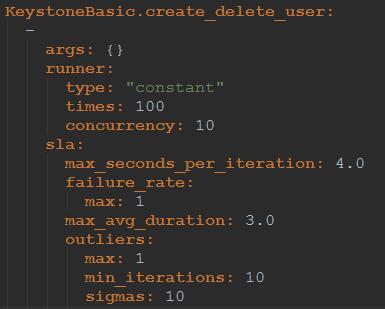 KeystoneBasic.create_delete_user:
  -
    args: {}
    runner:
      type: "constant"
      times: 100
      concurrency: 10
    sla:
      max_seconds_per_iteration: 4.0
      failure_rate:
        max: 1
      max_avg_duration: 3.0
      outliers:
        max: 1
        min_iterations: 10
        sigmas: 10